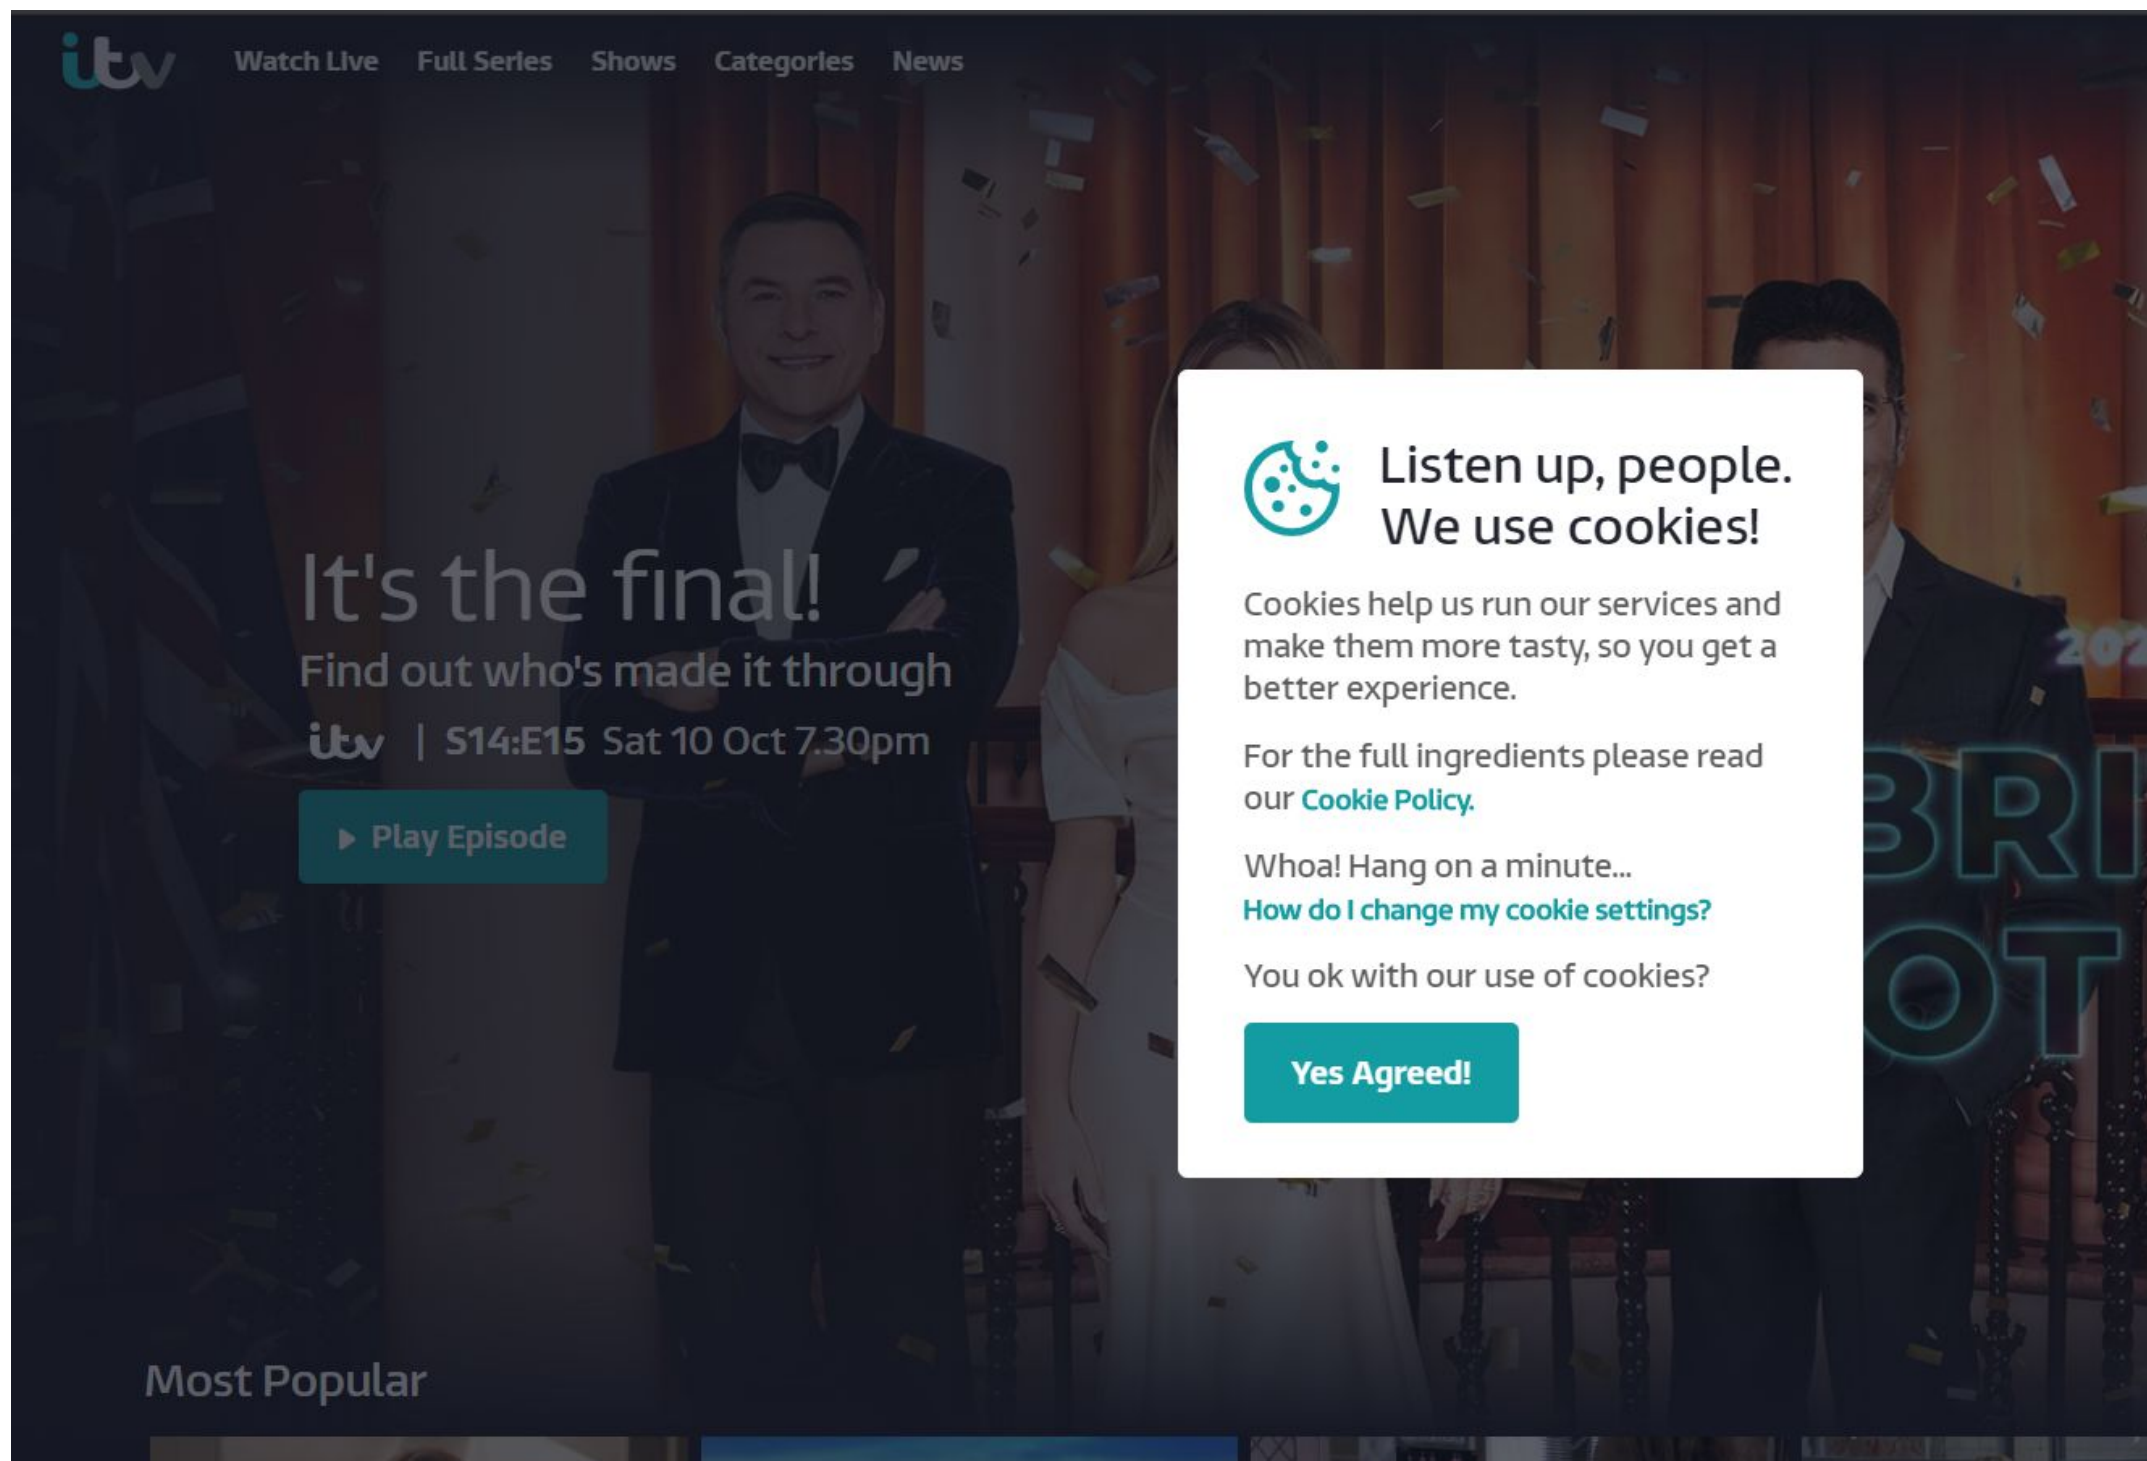 itv
Watch Live Full Series Shows Categories News
It's the final!
Find out who's made it through
itv | S14:E15 Sat 10 Oct 7.30pm
Play Episode
Listen up, people.
We use cookies!
Cookies help us run our services and
make them more tasty, so you get a
better experience.
For the full ingredients please read
our Cookie Policy.
Whoa! Hang on a minute...
How do I change my cookie settings?
You ok with our use of cookies?
Yes Agreed!
BRI
OT
Most Popular